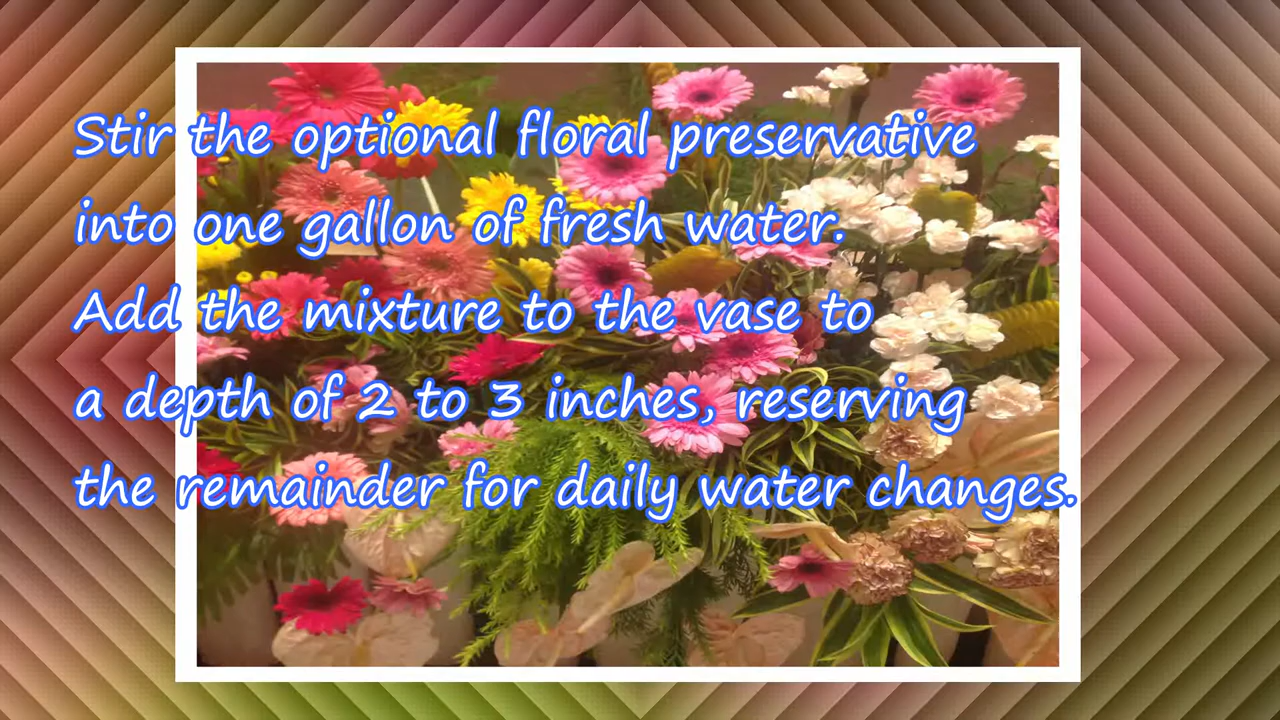 Stir the optional floral preservative
into one gallon of fresh water.
Add the mixture to the vase to
a depth of 2 to 3 inches, reserving
the remainder for daily water changes.